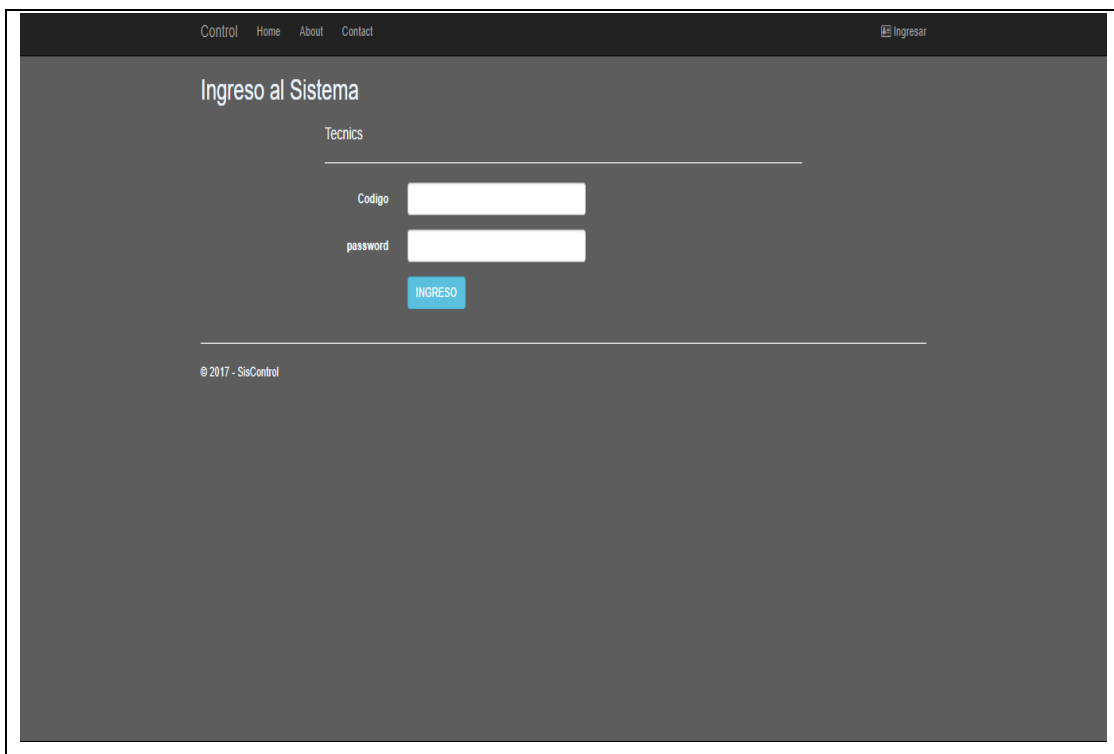 Control Home About Contact Ingresar
Ingreso al Sistema
Tecnics
Codigo
password
INGRESO
© 2017 - SisControl